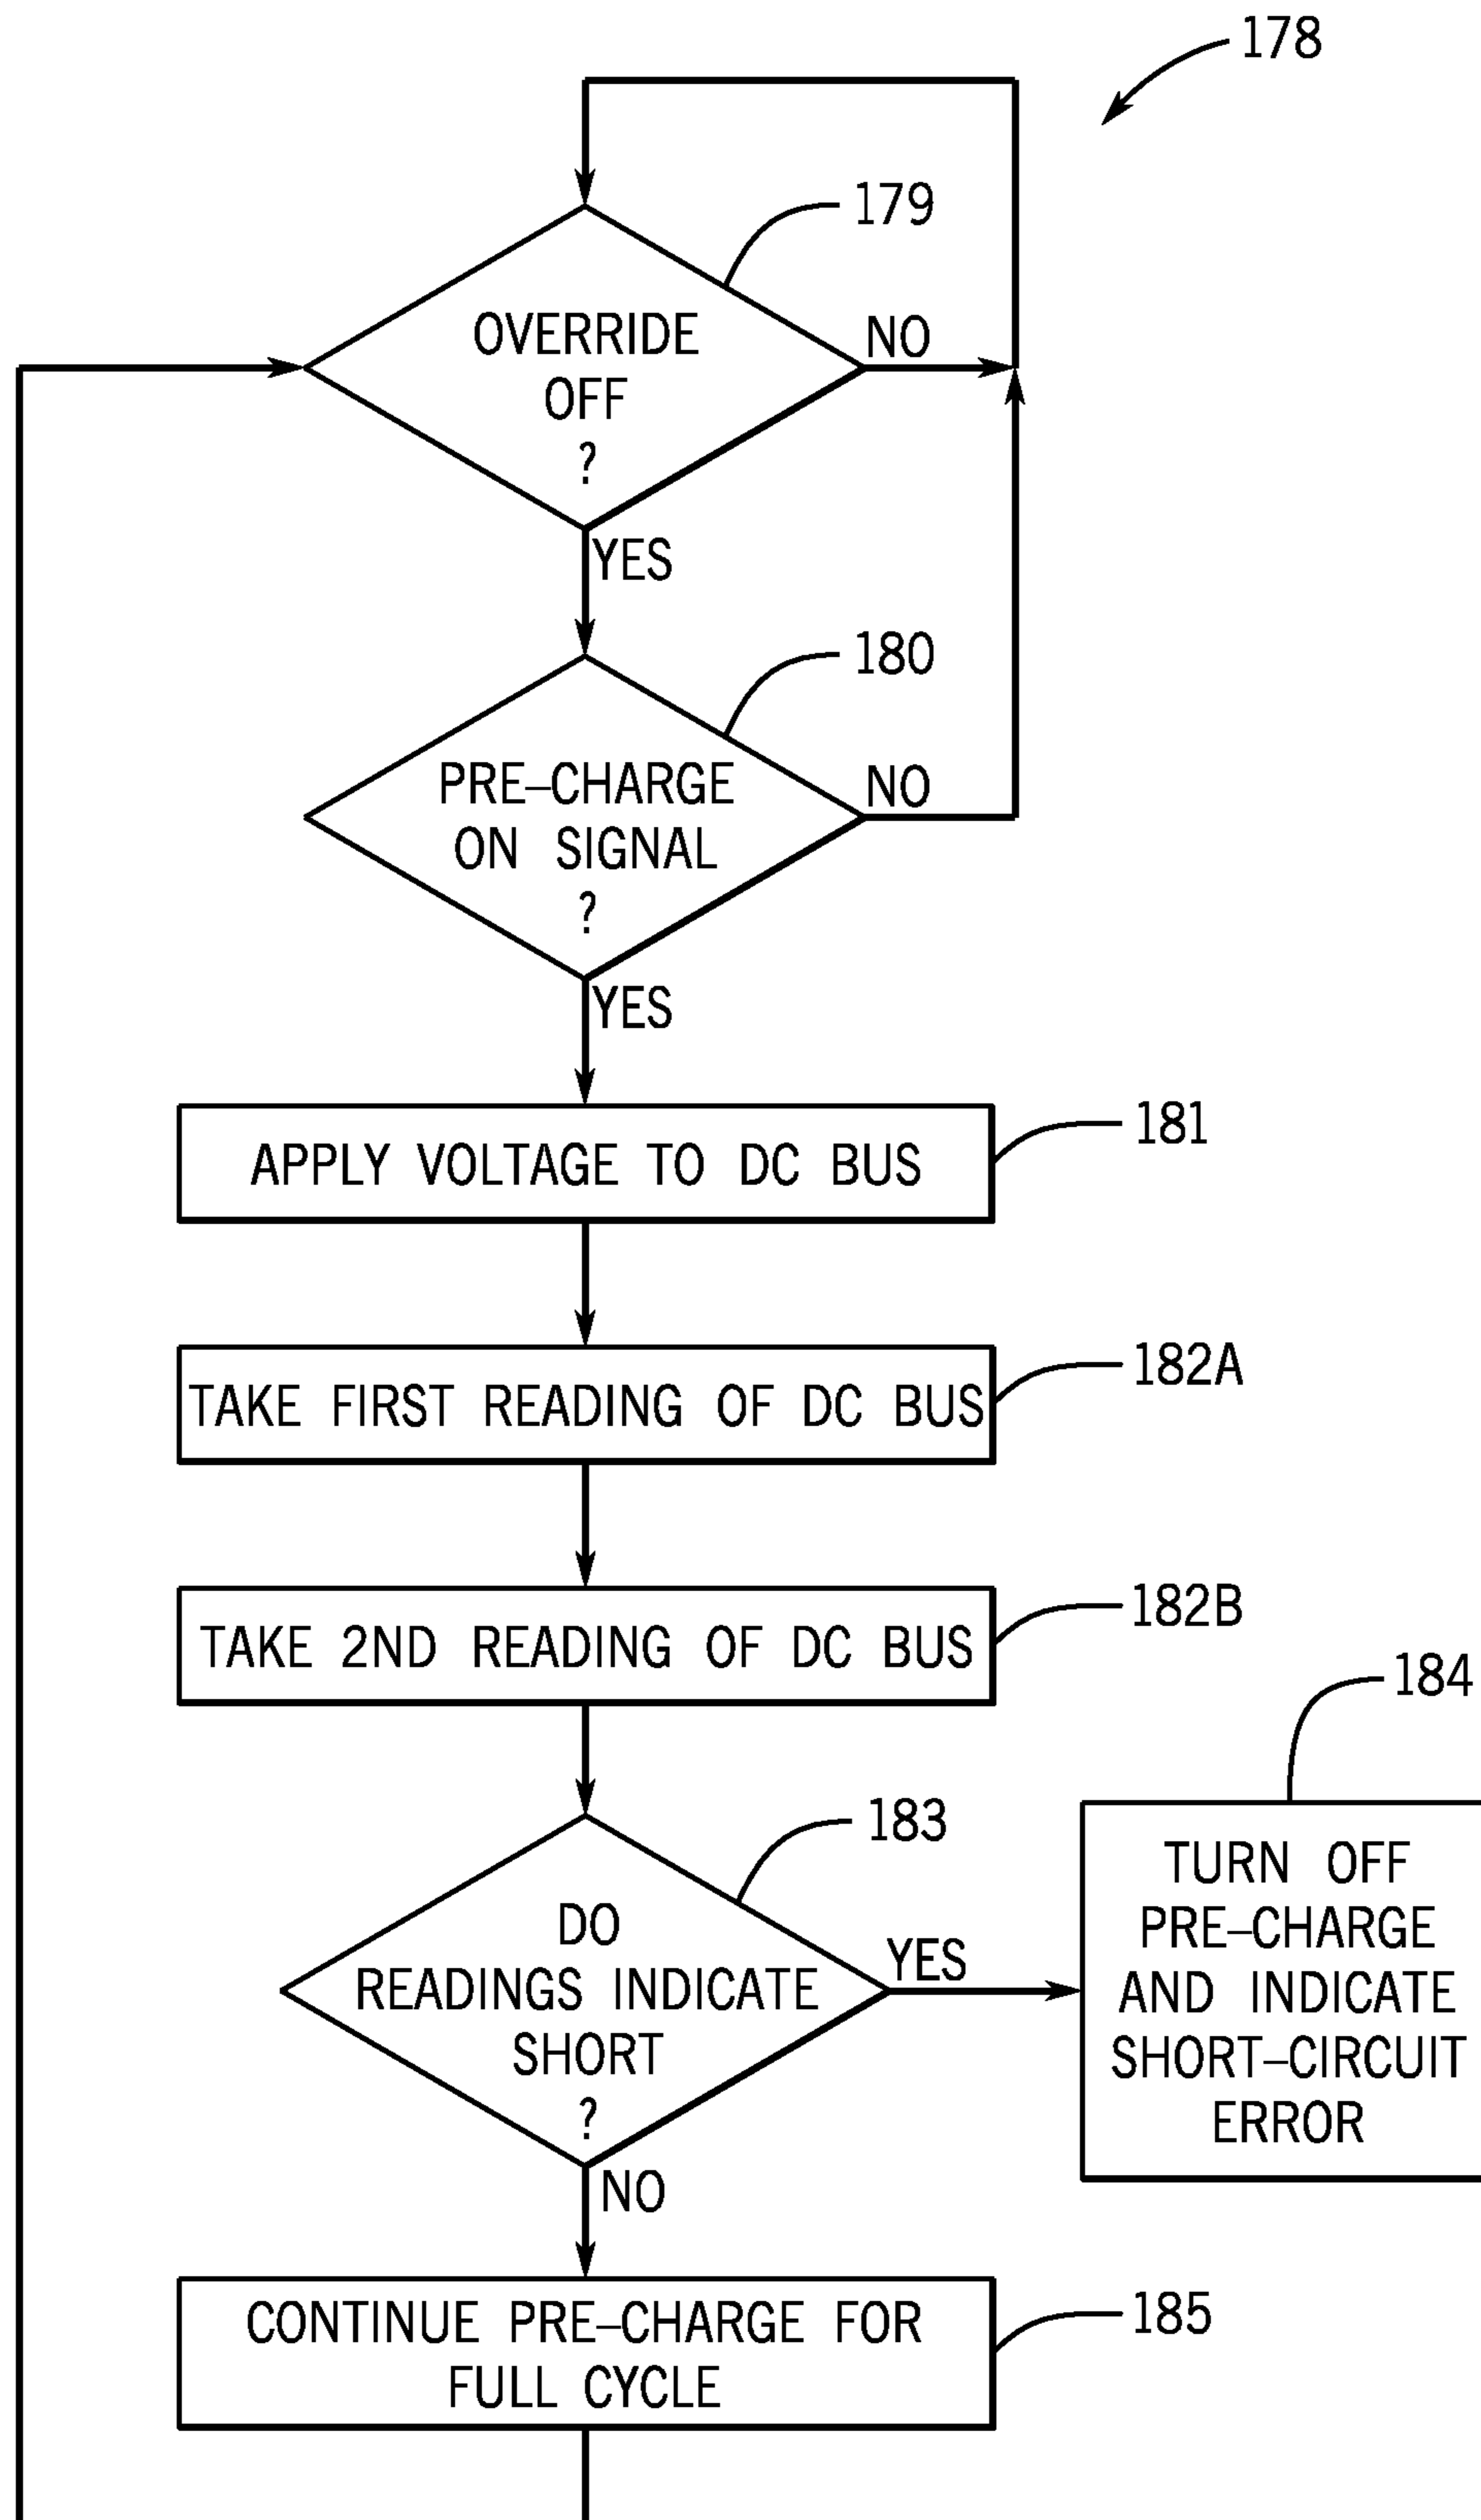 178
179
OVERRIDE
OFF
?
NO
YES
180
PRE-CHARGE
ON SIGNAL
?
NO
YES
181
APPLY VOLTAGE TO DC BUS
182A
TAKE FIRST READING OF DC BUS
182B
TAKE 2ND READING OF DC BUS
184
183
DO
READINGS INDICATE
SHORT
?
YES
NO
TURN OFF
PRE-CHARGE
AND INDICATE
SHORT-CIRCUIT
ERROR
185
CONTINUE PRE-CHARGE FOR
FULL CYCLE